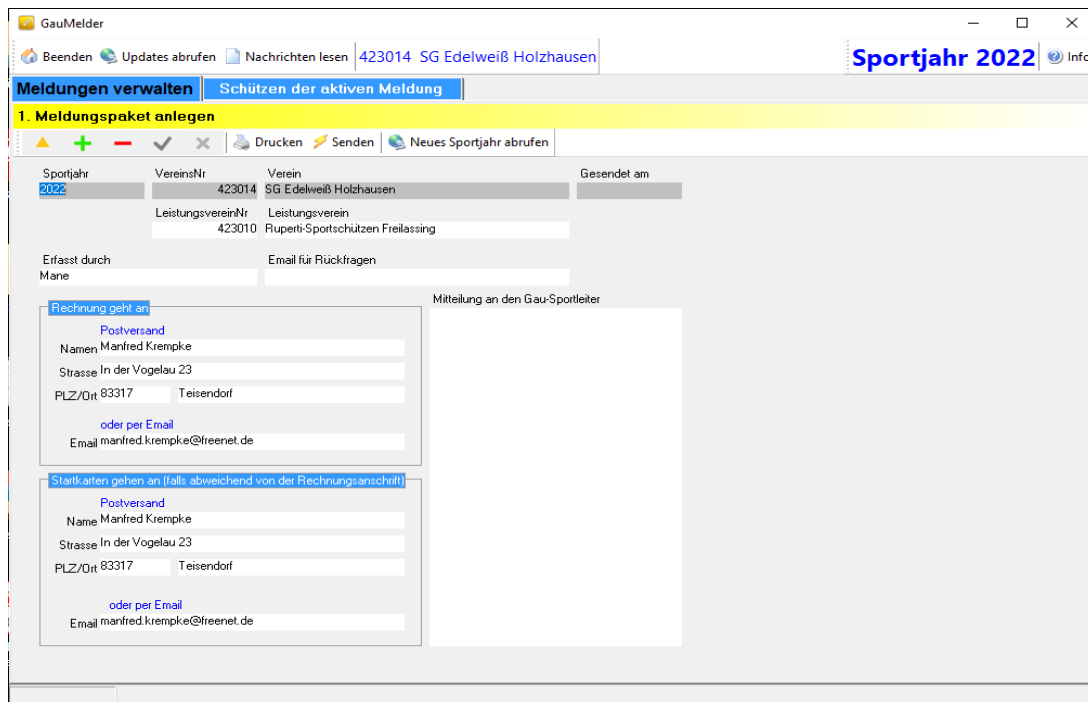 GauMelder
Beenden Updates abrufen Nachrichten lesen 423014 SG Edelweiß Holzhausen Sportjahr 2022 Info
Meldungen verwalten Schützen der aktiven Meldung
1. Meldungspaket anlegen
Drucken Senden Neues Sportjahr abrufen
Sportjahr VereinsNr Verein Gesendet am
2022 423014 SG Edelweiß Holzhausen
LeistungsvereinNr Leistungsverein
423010 Ruperti-Sportschützen Freilassing
Erfasst durch Email für Rückfragen
Mane
Mitteilung an den Gau-Sportleiter
Rechnung geht an
Postversand
Namen Manfred Krempke
Strasse In der Vogelau 23
PLZ/Ort 83317 Teisendorf
oder per Email
Email manfred.krempke@freenet.de
Startkarten gehen an (falls abweichend von der Rechnungsanschrift)
Postversand
Name Manfred Krempke
Strasse In der Vogelau 23
PLZ/Ort 83317 Teisendorf
oder per Email
Email manfred.krempke@freenet.de